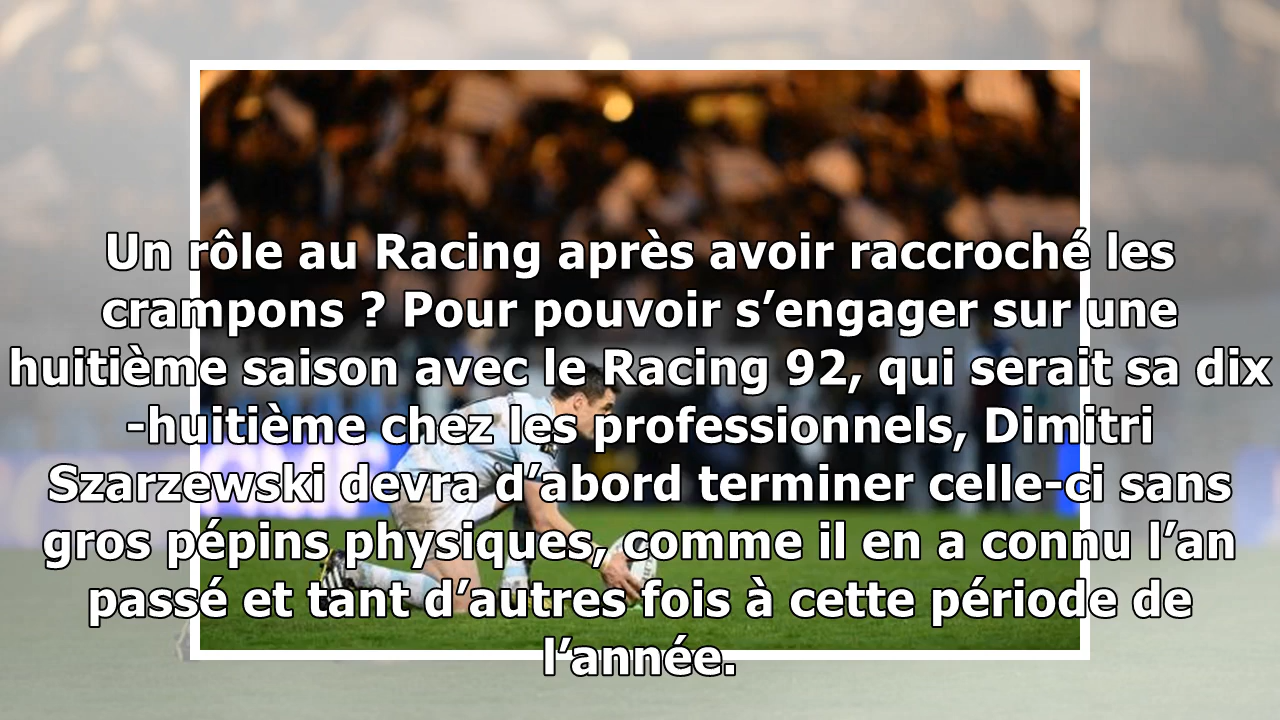 Un rôle au Racing après avoir raccroché les
crampons ? Pour pouvoir s’engager sur une
huitième saison avec le Racing 92, qui serait sa dix
-huitième chez les professionnels, Dimitri
Szarzewski devra d’abord terminer celle-ci sans
gros pépins physiques, comme il en a connu l’an
passé et tant d’autres fois à cette période de
l’année.